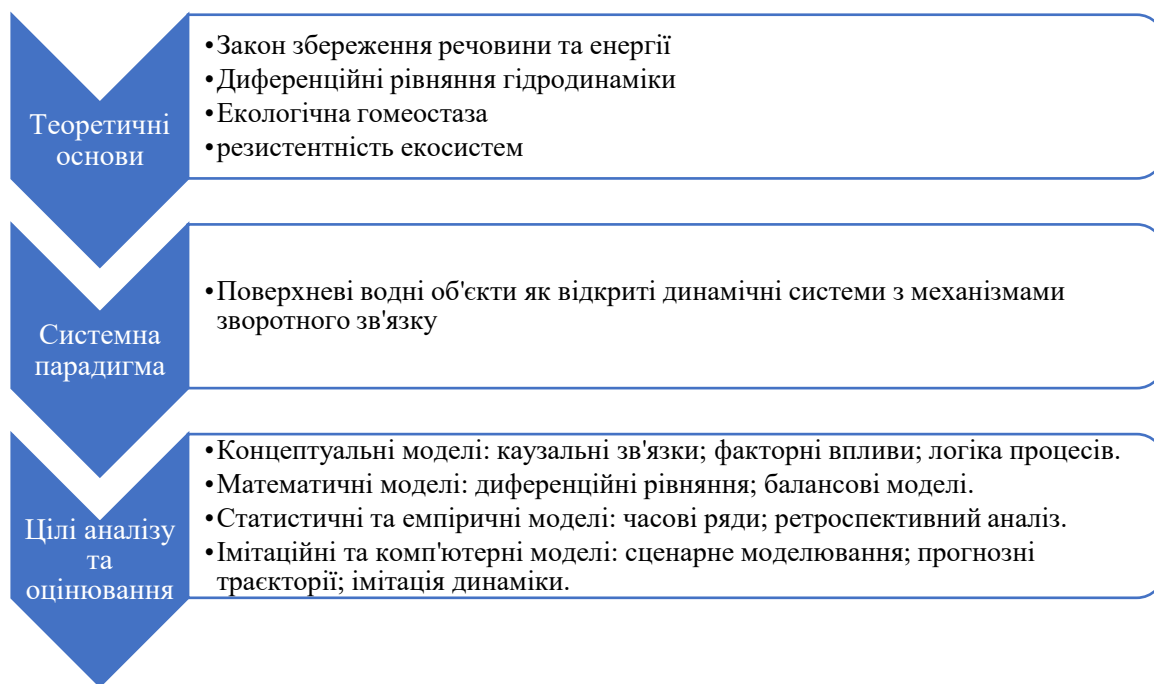 Теоретичні
основи
•Закон збереження речовини та енергії
•Диференційні рівняння гідродинаміки
•Екологічна гомеостаза
•резистентність екосистем
Системна
парадигма
•Поверхневі водні об'єкти як відкриті динамічні системи з механізмами
зворотного зв'язку
Цілі аналізу
та
оцінювання
•Концептуальні моделі: каузальні зв'язки; факторні впливи; логіка процесів.
•Математичні моделі: диференційні рівняння; балансові моделі.
•Статистичні та емпіричні моделі: часові ряди; ретроспективний аналіз.
•Імітаційні та комп'ютерні моделі: сценарне моделювання; прогнозні
траєкторії; імітація динаміки.